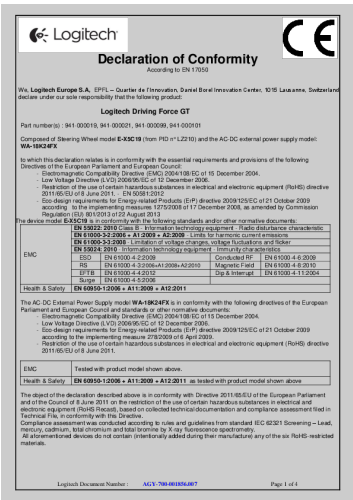 Logitech
CE
Declaration of Conformity
According to EN 17050
We, Logitech Europe S.A, EPFL – Quartier de l'Innovation, Daniel Borel Innovation Center, 1015 Lausanne, Switzerland
declare under our sole responsibility that the following product:
Logitech Driving Force GT
Part number(s) : 941-000019, 941-000021, 941-000099, 941-000101
Composed of Steering Wheel model E-X5C19 (from PID n° LZ210) and the AC-DC external power supply model:
WA-18K24FX
to which this declaration relates is in conformity with the essential requirements and provisions of the following
Directives of the European Parliament and European Council:
- Electromagnetic Compatibility Directive (EMC) 2004/108/EC of 15 December 2004.
- Low Voltage Directive (LVD) 2006/95/EC of 12 December 2006.
- Restriction of the use of certain hazardous substances in electrical and electronic equipment (RoHS) directive
2011/65/EU of 8 June 2011. - EN 50581:2012
- Eco-design requirements for Energy-related Products (ErP) directive 2009/125/EC of 21 October 2009
according to the implementing measures 1275/2008 of 17 December 2008, as amended by Commission
Regulation (EU) 801/2013 of 22 August 2013
The device model E-X5C19 is in conformity with the following standards and/or other normative documents:
EMC
EN 55022: 2010 Class B - Information technology equipment - Radio disturbance characteristic
EN 61000-3-2:2006 + A1:2009 + A2:2009 - Limits for harmonic current emissions
EN 61000-3-3:2008 - Limitation of voltage changes, voltage fluctuations and flicker
EN 55024: 2010 - Information technology equipment - Immunity characteristics
ESD EN 61000-4-2:2009 Conducted RF EN 61000-4-6:2009
RS EN 61000-4-3:2006+A1:2008+A2:2010 Magnetic Field EN 61000-4-8:2010
EFT.B EN 61000-4-4:2012 Dip & Interrupt EN 61000-4-11:2004
Surge EN 61000-4-5:2006
Health & Safety EN 60950-1:2006 + A11:2009 + A12:2011
The AC-DC External Power Supply model WA-18K24FX is in conformity with the following directives of the European
Parliament and European Council and standards or other normative documents:
- Electromagnetic Compatibility Directive (EMC) 2004/108/EC of 15 December 2004.
- Low Voltage Directive (LVD) 2006/95/EC of 12 December 2006.
- Eco-design requirements for Energy-related Products (ErP) directive 2009/125/EC of 21 October 2009
according to the implementing measure 278/2009 of 6 April 2009.
- Restriction of the use of certain hazardous substances in electrical and electronic equipment (RoHS) directive
2011/65/EU of 8 June 2011.
EMC Tested with product model shown above.
Health & Safety EN 60950-1:2006 + A11:2009 + A12:2011 as tested with product model shown above
The object of the declaration described above is in conformity with Directive 2011/65/EU of the European Parliament
and of the Council of 8 June 2011 on the restriction of the use of certain hazardous substances in electrical and
electronic equipment (RoHS Recast), based on collected technical documentation and compliance assessment filed in
Technical File, in conformity with this Directive.
Compliance assessment was conducted according to rules and guidelines from standard IEC 62321 Screening – Lead,
mercury, cadmium, total chromium and total bromine by X-ray fluorescence spectrometry.
All aforementioned devices do not contain (intentionally added during their manufacture) any of the six RoHS-restricted
materials.
Logitech Document Number : AGY-700-001856.007 Page 1 of 4